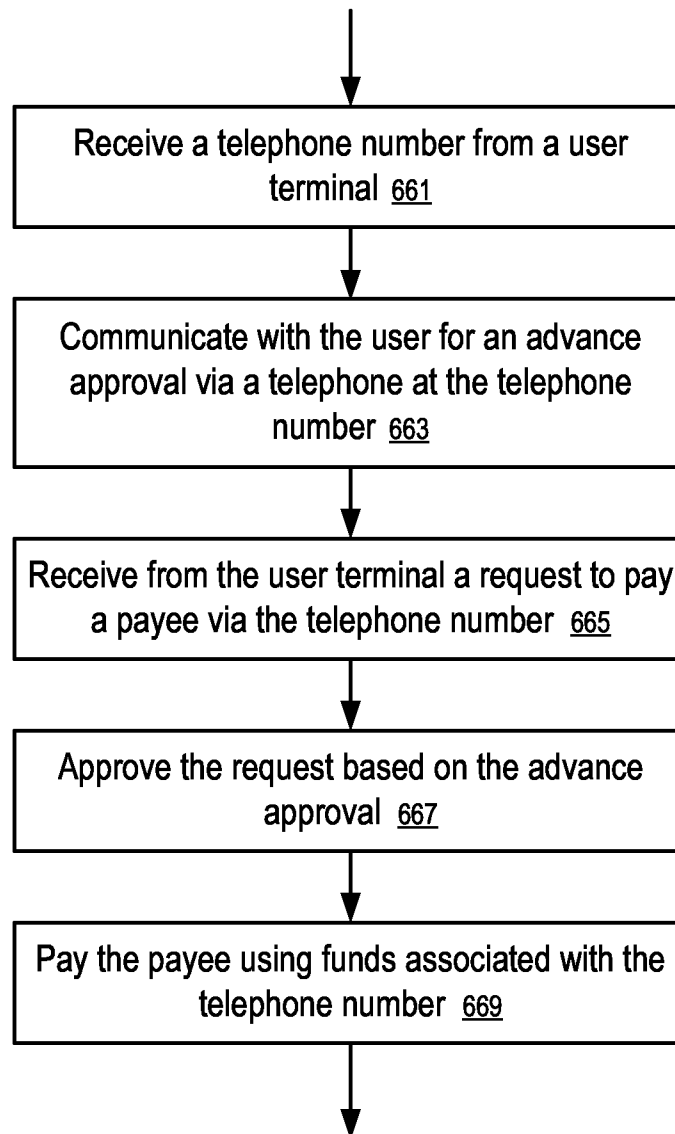 Receive a telephone number from a user
terminal 661
Communicate with the user for an advance
approval via a telephone at the telephone
number 663
Receive from the user terminal a request to pay
a payee via the telephone number 665
Approve the request based on the advance
approval 667
Pay the payee using funds associated with the
telephone number 669